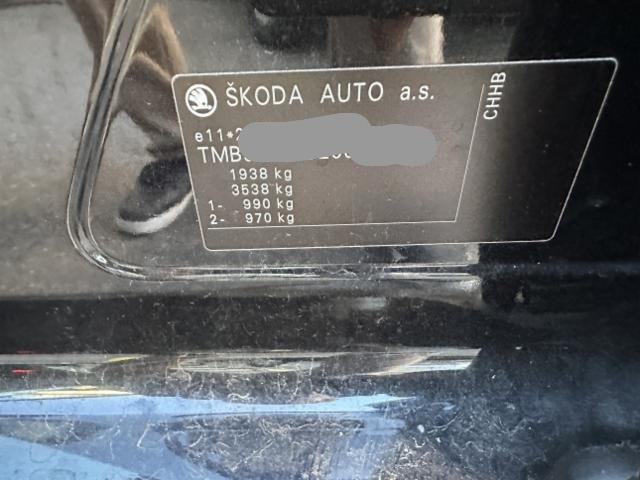 ŠKODA AUTO a.s.
CHHB
e11*2
TMB
1938 kg
3538 kg
1- 990 kg
2- 970 kg